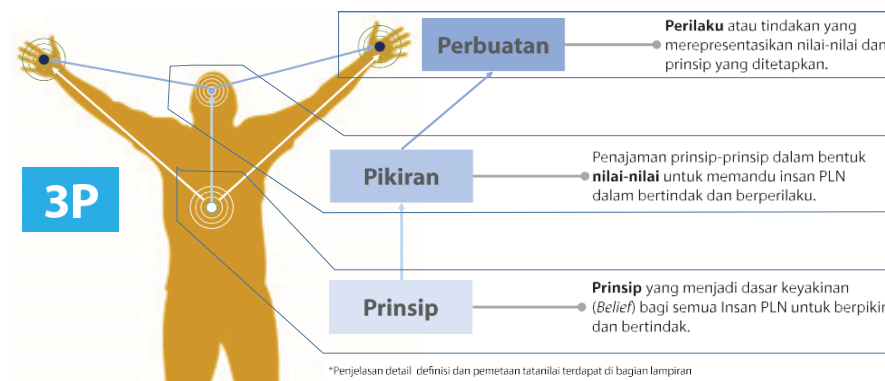 Perbuatan
Perilaku atau tindakan yang
merepresentasikan nilai-nilai dan
prinsip yang ditetapkan.
3P
Pikiran
Penajaman prinsip-prinsip dalam bentuk
nilai-nilai untuk memandu insan PLN
dalam bertindak dan berperilaku.
Prinsip
Prinsip yang menjadi dasar keyakinan
(Belief) bagi semua Insan PLN untuk berpikir
dan bertindak.
*Penjelasan detail definisi dan pemetaan tatanilai terdapat di bagian lampiran